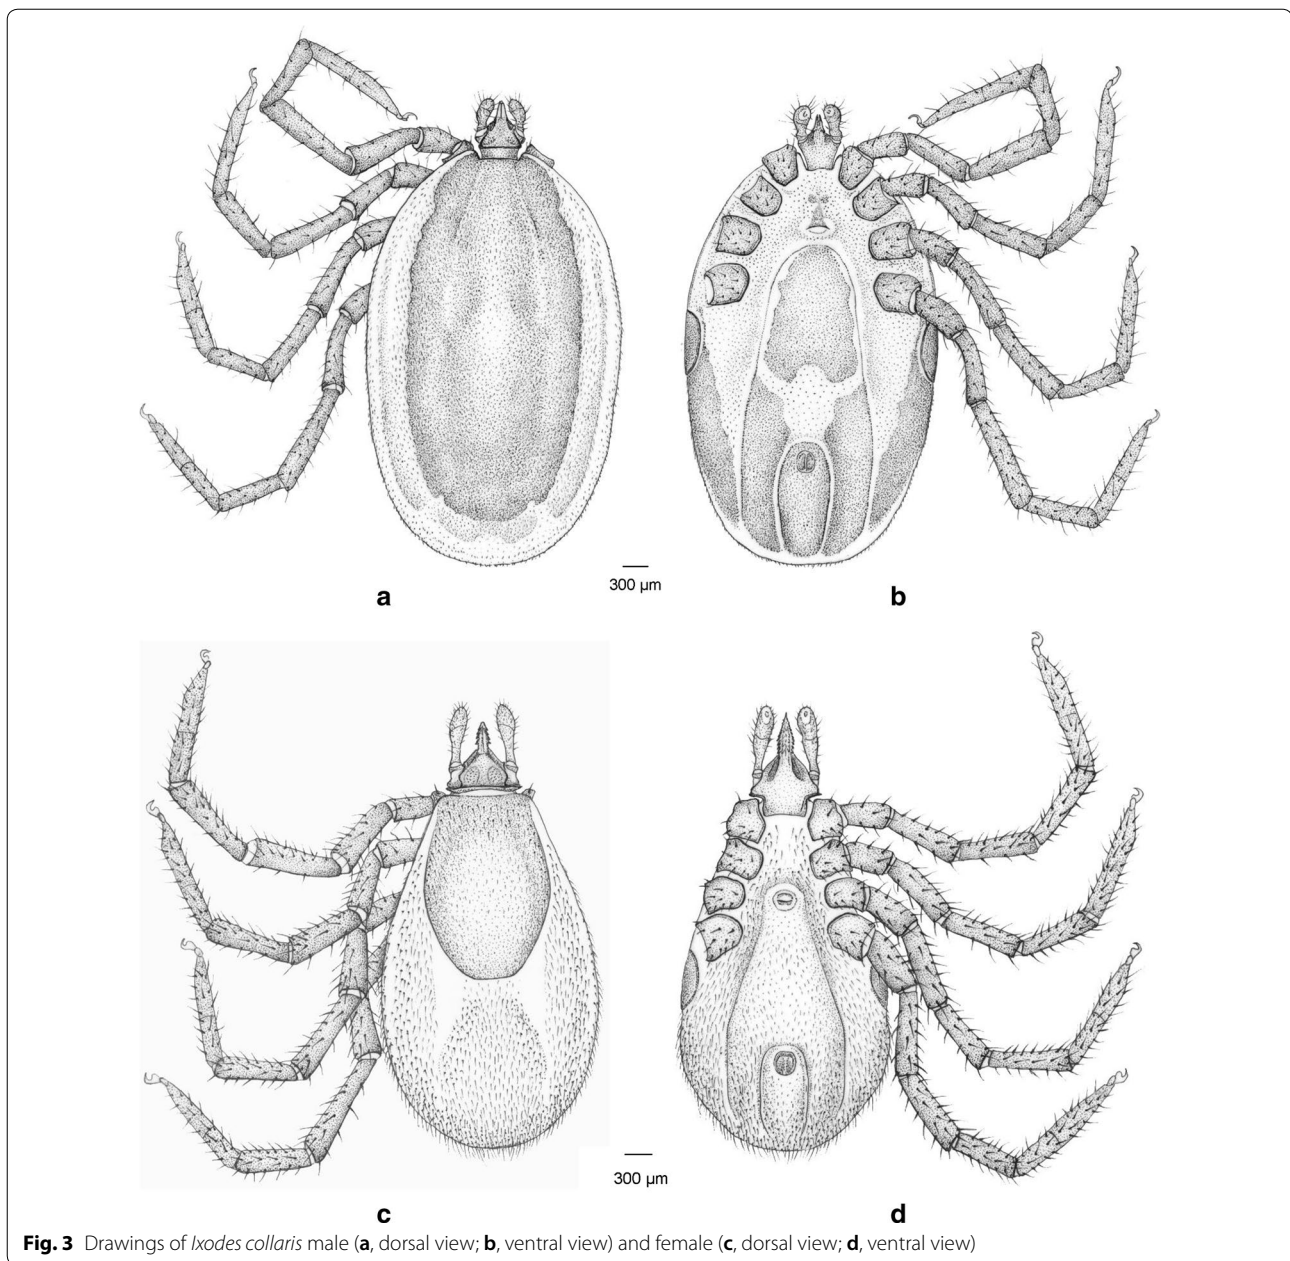 a
300 µm
b
c
300 µm
d
Fig. 3 Drawings of Ixodes collaris male (a, dorsal view; b, ventral view) and female (c, dorsal view; d, ventral view)